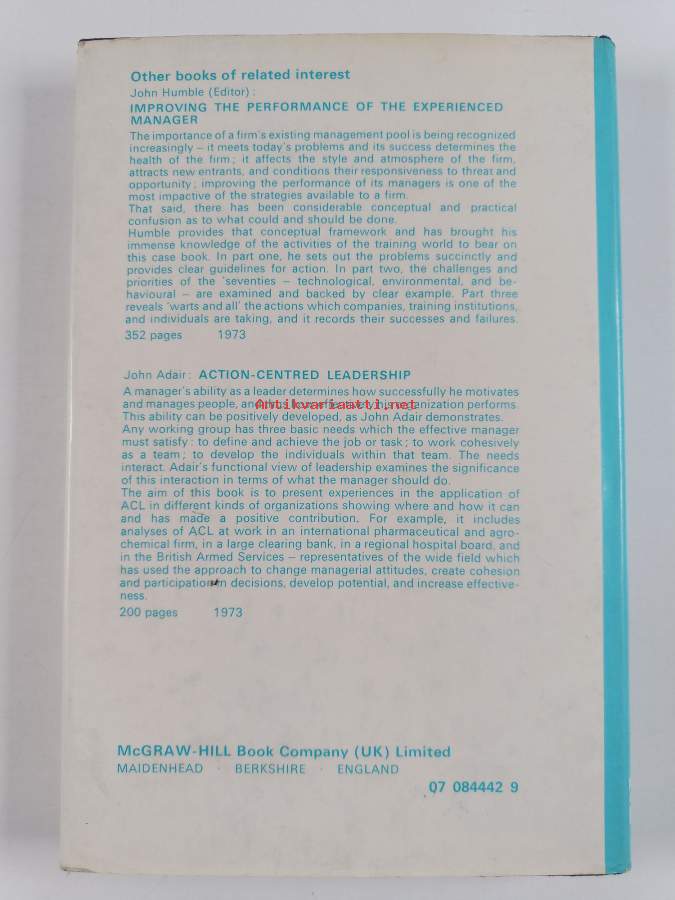 Other books of related interest
John Humble (Editor):
IMPROVING THE PERFORMANCE OF THE EXPERIENCED
MANAGER
The importance of a firm's existing management pool is being recognized
increasingly – it meets today's problems and its success determines the
health of the firm; it affects the style and atmosphere of the firm,
attracts new entrants, and conditions their responsiveness to threat and
opportunity; improving the performance of its managers is one of the
most impactive of the strategies available to a firm.
That said, there has been considerable conceptual and practical
confusion as to what could and should be done.
Humble provides that conceptual framework and has brought his
immense knowledge of the activities of the training world to bear on
this case book. In part one, he sets out the problems succinctly and
provides clear guidelines for action. In part two, the challenges and
priorities of the 'seventies – technological, environmental, and be-
havioural – are examined and backed by clear example. Part three
reveals 'warts and all' the actions which companies, training institutions,
and individuals are taking, and it records their successes and failures.
352 pages 1973
John Adair: ACTION-CENTRED LEADERSHIP
A manager's ability as a leader determines how successfully he motivates
and manages people, and organization performs.
Antikvariaatti.net
This ability can be positively developed, as John Adair demonstrates.
Any working group has three basic needs which the effective manager
must satisfy: to define and achieve the job or task; to work cohesively
as a team; to develop the individuals within that team. The needs
interact. Adair's functional view of leadership examines the significance
of this interaction in terms of what the manager should do.
The aim of this book is to present experiences in the application of
ACL in different kinds of organizations showing where and how it can
and has made a positive contribution. For example, it includes
analyses of ACL at work in an international pharmaceutical and agro-
chemical firm, in a large clearing bank, in a regional hospital board, and
in the British Armed Services – representatives of the wide field which
has used the approach to change managerial attitudes, create cohesion
and participation in decisions, develop potential, and increase effective-
ness.
200 pages 1973
McGRAW-HILL Book Company (UK) Limited
MAIDENHEAD · BERKSHIRE · ENGLAND
07 084442 9